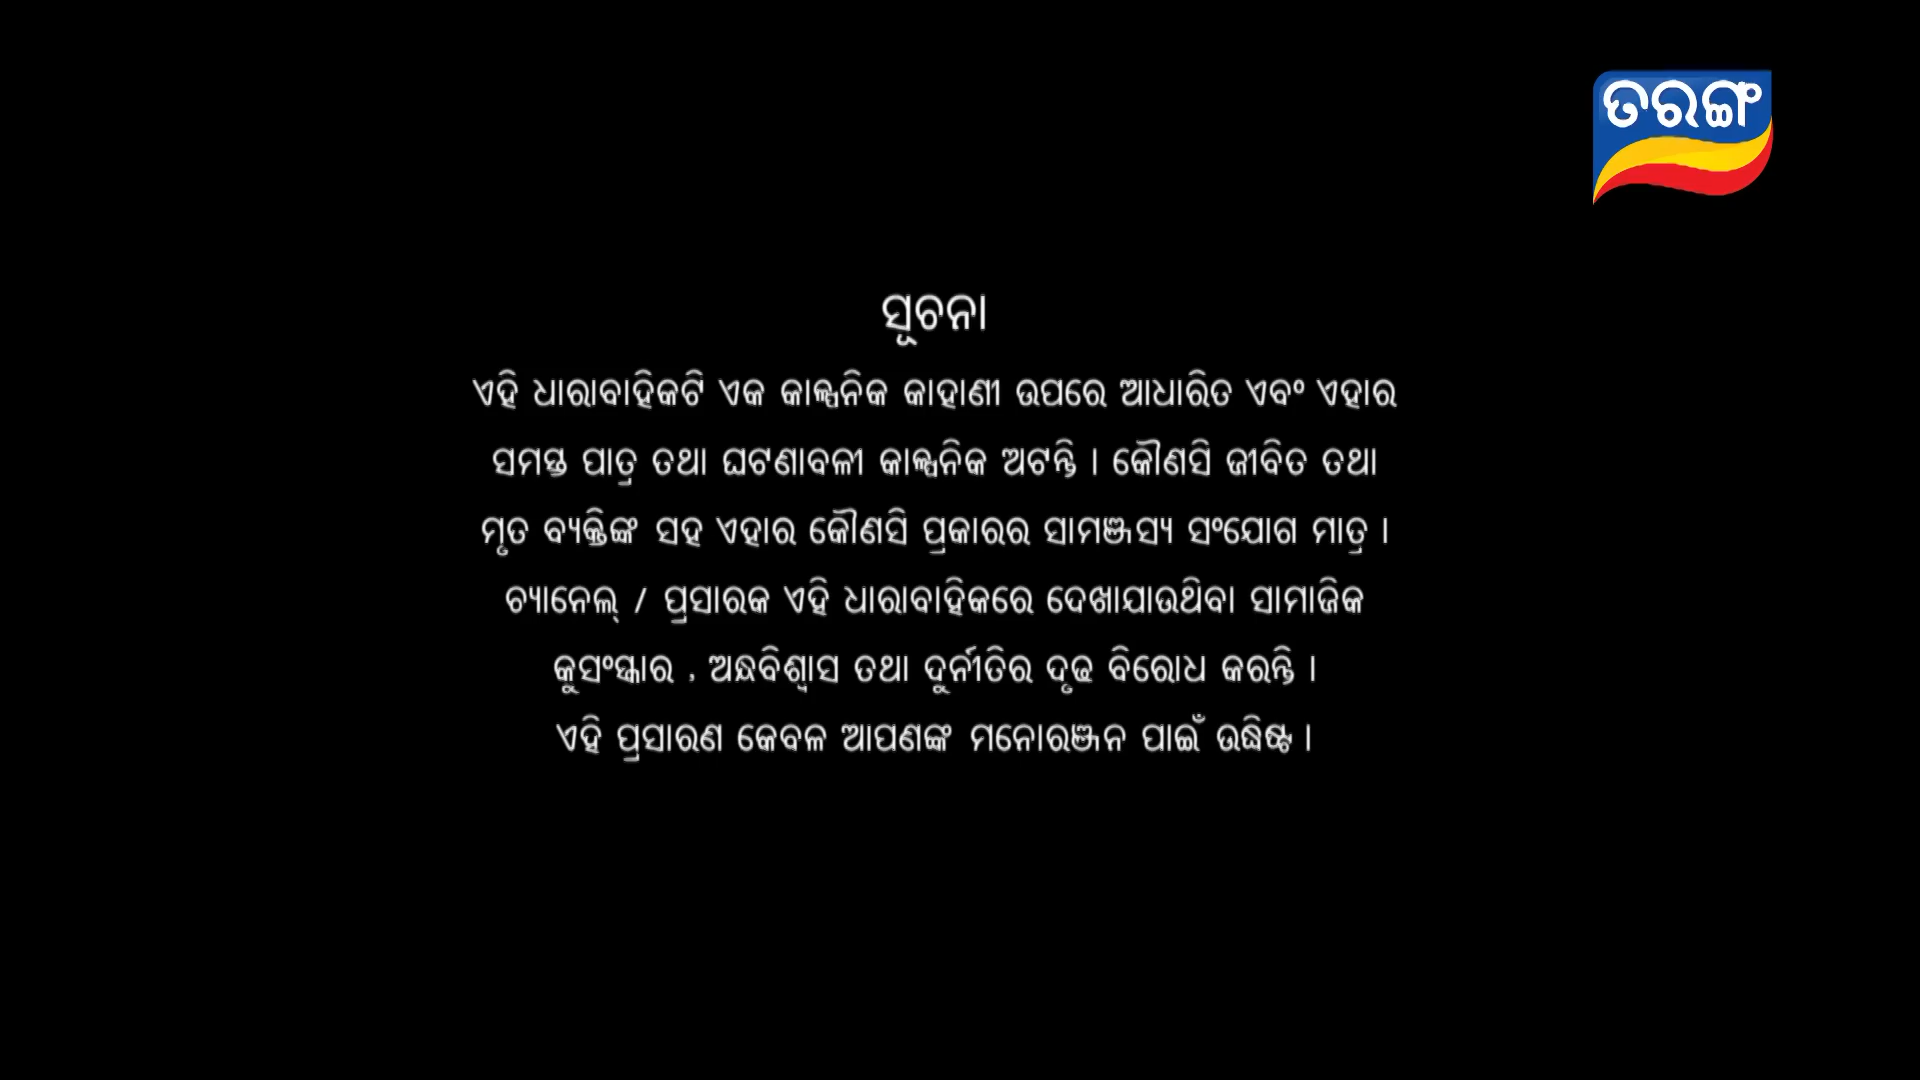 ତରଙ୍ଗ
ସୂଚନା
ଏହି ଧାରାବାହିକଟି ଏକ କାଳ୍ପନିକ କାହାଣୀ ଉପରେ ଆଧାରିତ ଏବଂ ଏହାର
ସମସ୍ତ ପାତ୍ର ତଥା ଘଟଣାବଳୀ କାଳ୍ପନିକ ଅଟନ୍ତି । କୌଣସି ଜୀବିତ ତଥା
ମୃତ ବ୍ୟକ୍ତିଙ୍କ ସହ ଏହାର କୌଣସି ପ୍ରକାରର ସାମଞ୍ଜସ୍ୟ ସଂଯୋଗ ମାତ୍ର ।
ଚ୍ୟାନେଲ୍ / ପ୍ରସାରକ ଏହି ଧାରାବାହିକରେ ଦେଖାଯାଉଥିବା ସାମାଜିକ
କୁସଂସ୍କାର , ଅନ୍ଧବିଶ୍ୱାସ ତଥା ଦୁର୍ନୀତିର ଦୃଢ ବିରୋଧ କରନ୍ତି ।
ଏହି ପ୍ରସାରଣ କେବଳ ଆପଣଙ୍କ ମନୋରଞ୍ଜନ ପାଇଁ ଉଦ୍ଧିଷ୍ଟ ।